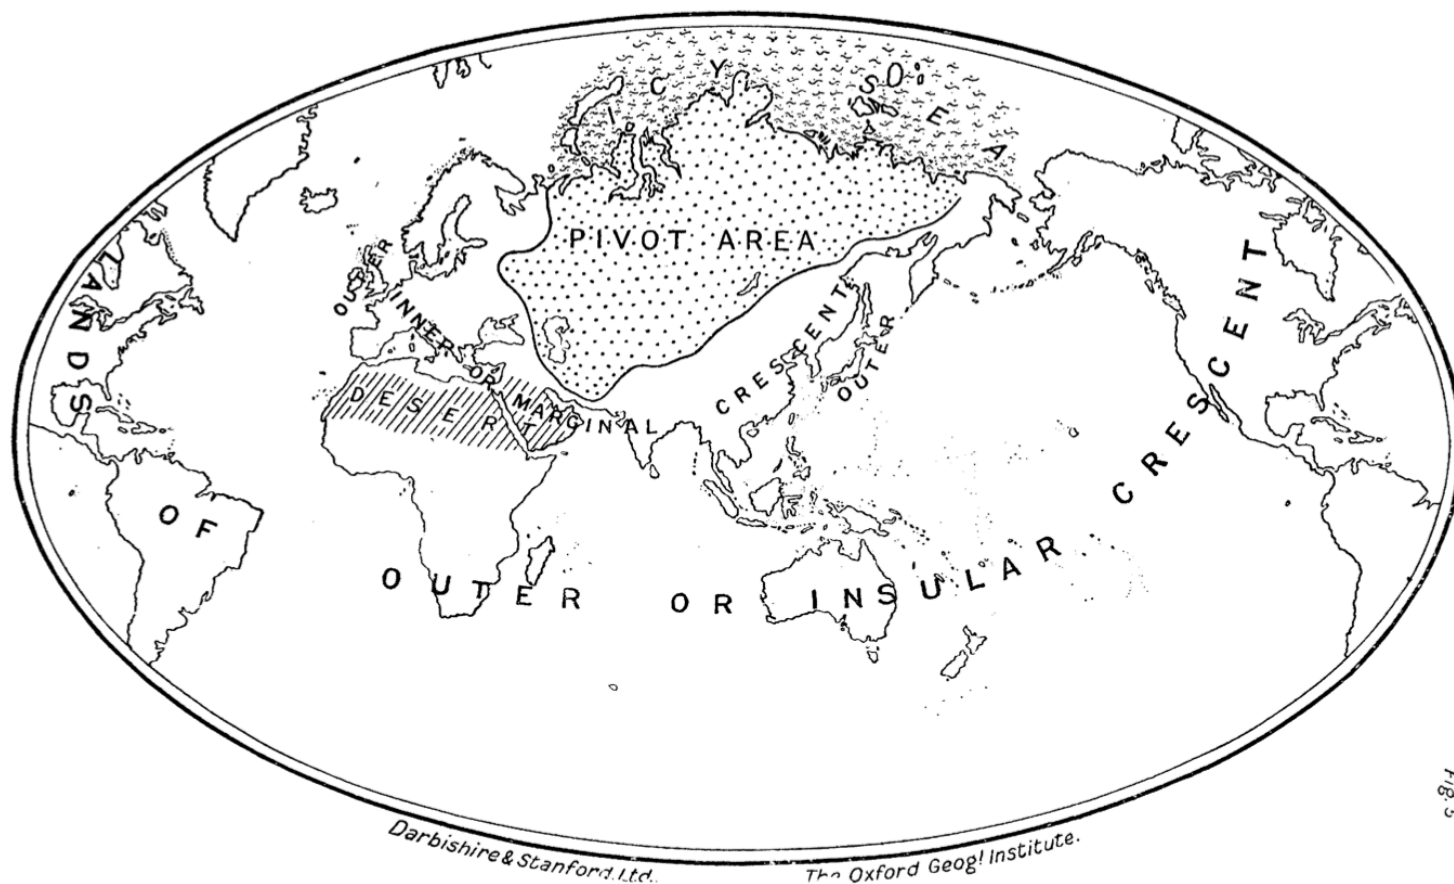 ICY SEA
PIVOT AREA
LANDS OF OUTER OR INSULAR CRESCENT
OUTER
INNER OR MARGINAL CRESCENT
OUTER
DESERT
Darbishire & Stanford, Ltd.
The Oxford Geog! Institute.
Fig. 5